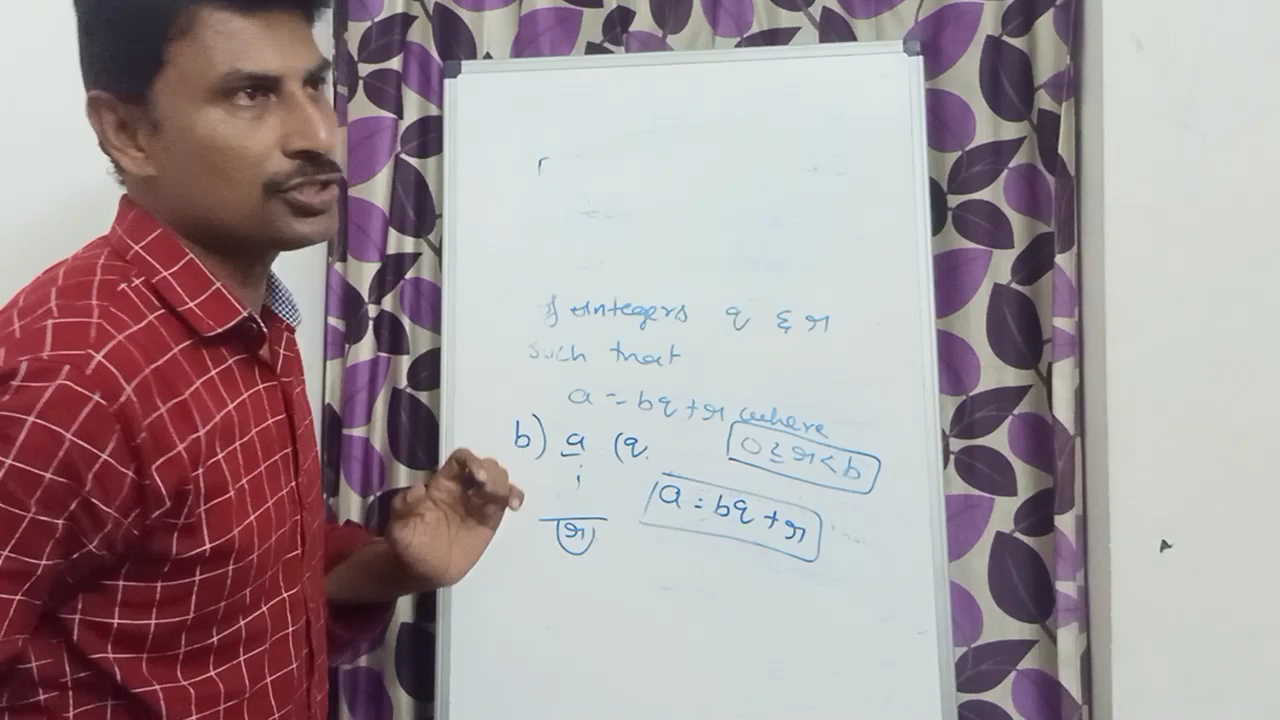 integers q & r
such that
a = bq + r where
b) a (q
0 ≤ r < b
r
a = bq + r